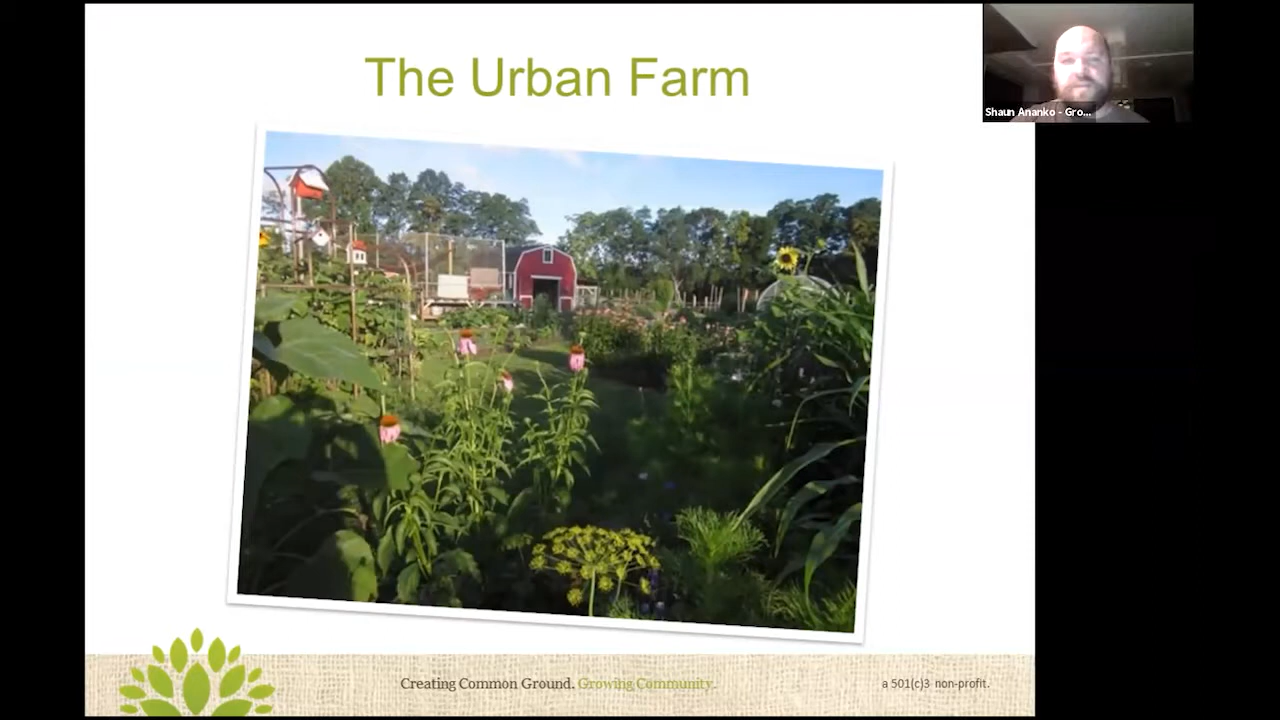 The Urban Farm
Shaun Ananko - Gro...
Creating Common Ground. Growing Community.
a 501(c)3 non-profit.